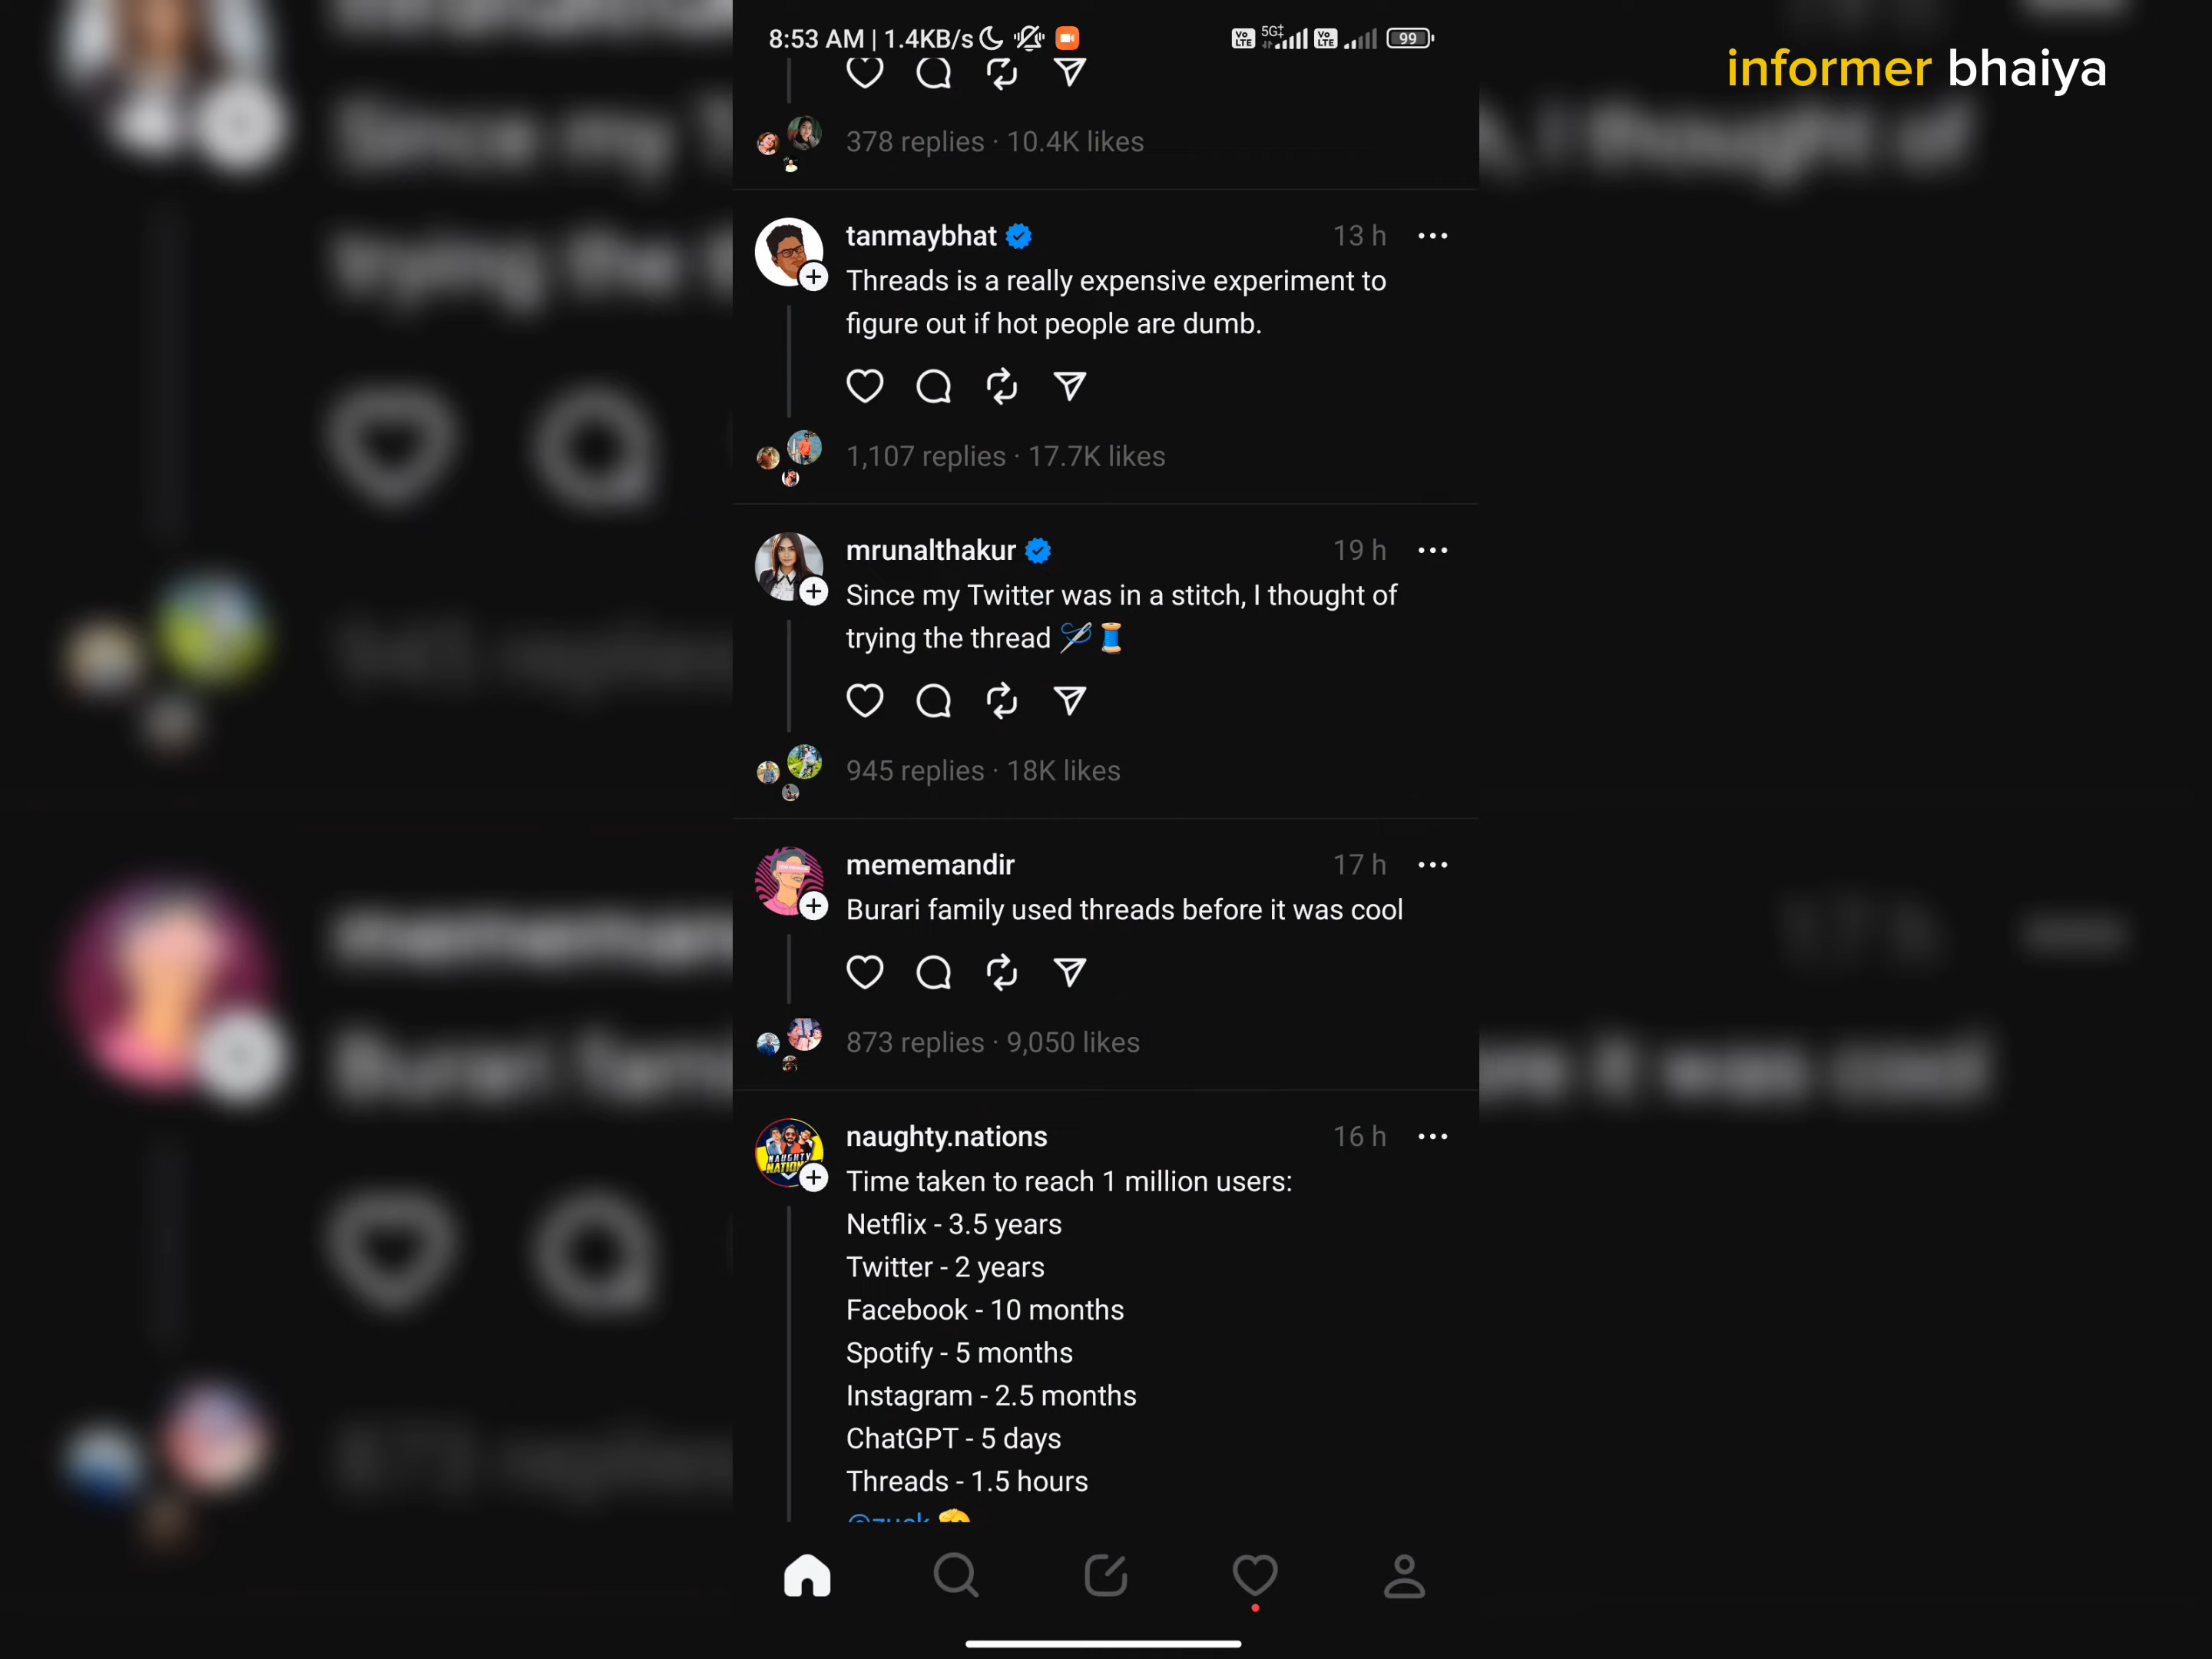 8:53 AM | 1.4KB/s
5G
99
informer bhaiya
378 replies · 10.4K likes
tanmaybhat 13 h
Threads is a really expensive experiment to
figure out if hot people are dumb.
1,107 replies · 17.7K likes
mrunalthakur 19 h
Since my Twitter was in a stitch, I thought of
trying the thread 🪡🧵
945 replies · 18K likes
mememandir 17 h
Burari family used threads before it was cool
873 replies · 9,050 likes
naughty.nations 16 h
NAUGHTY
Time taken to reach 1 million users:
Netflix - 3.5 years
Twitter - 2 years
Facebook - 10 months
Spotify - 5 months
Instagram - 2.5 months
ChatGPT - 5 days
Threads - 1.5 hours
@zuck